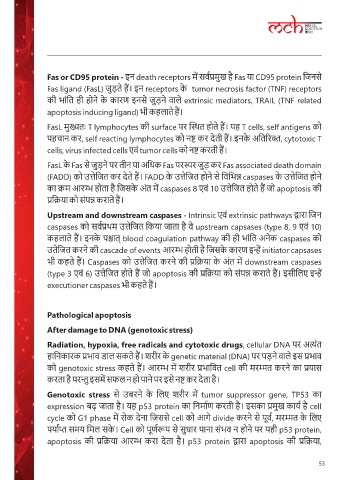 mch
Fas or CD95 protein - इन death receptors में सर्वप्रमुख है Fas या CD95 protein जिनसे
Fas ligand (FasL) जुड़ते हैं। इन receptors के tumor necrosis factor (TNF) receptors
की भांति ही होने के कारण इनसे जुड़ने वाले extrinsic mediators, TRAIL (TNF related
apoptosis inducing ligand) भी कहलाते हैं।
FasL मुख्यतः T lymphocytes की surface पर स्थित होते हैं। यह T cells, self antigens को
पहचान कर, self reacting lymphocytes को नष्ट कर देती हैं। इनके अतिरिक्त, cytotoxic T
cells, virus infected cells एवं tumor cells को नष्ट करती हैं।
FasL के Fas से जुड़ने पर तीन या अधिक Fas परस्पर जुड़ कर Fas associated death domain
(FADD) को उत्तेजित कर देते हैं। FADD के उत्तेजित होने से विभिन्न caspases के उत्तेजित होने
का क्रम आरम्भ होता है जिसके अंत में caspases 8 एवं 10 उत्तेजित होते हैं जो apoptosis की
प्रक्रिया को संपन्न कराते हैं।
Upstream and downstream caspases - Intrinsic एवं extrinsic pathways द्वारा जिन
caspases को सर्वप्रथम उत्तेजित किया जाता है वे upstream capsases (type 8, 9 एवं 10)
कहलाते हैं। इनके पश्चात् blood coagulation pathway की ही भांति अनेक caspases को
उतेजित करने की cascade of events आरम्भ होती है जिसके कारण इन्हें initiator capsases
भी कहते हैं। Caspases को उत्तेजित करने की प्रक्रिया के अंत में downstream caspases
(type 3 एवं 6) उत्तेजित होते हैं जो apoptosis की प्रक्रिया को संपन्न कराते हैं। इसीलिए इन्हें
executioner caspases भी कहते हैं।
Pathological apoptosis
After damage to DNA (genotoxic stress)
Radiation, hypoxia, free radicals and cytotoxic drugs, cellular DNA पर अत्यंत
हानिकारक प्रभाव डाल सकते हैं। शरीर के genetic material (DNA) पर पड़ने वाले इस प्रभाव
को genotoxic stress कहते हैं। आरम्भ में शरीर प्रभावित cell की मरम्मत करने का प्रयास
करता है परन्तु इसमें सफल न हो पाने पर इसे नष्ट कर देता है।
Genotoxic stress से उबरने के लिए शरीर में tumor suppressor gene, TP53 का
expression बढ़ जाता है। यह p53 protein का निर्माण करती है। इसका प्रमुख कार्य है cell
cycle को G1 phase में रोक देना जिससे cell को आगे divide करने से पूर्व, मरम्मत के लिए
पर्याप्त समय मिल सके। Cell को पूर्णरूप से सुधार पाना संभव न होने पर यही p53 protein,
apoptosis की प्रक्रिया आरम्भ करा देता है। p53 protein द्वारा apoptosis की प्रक्रिया,
53